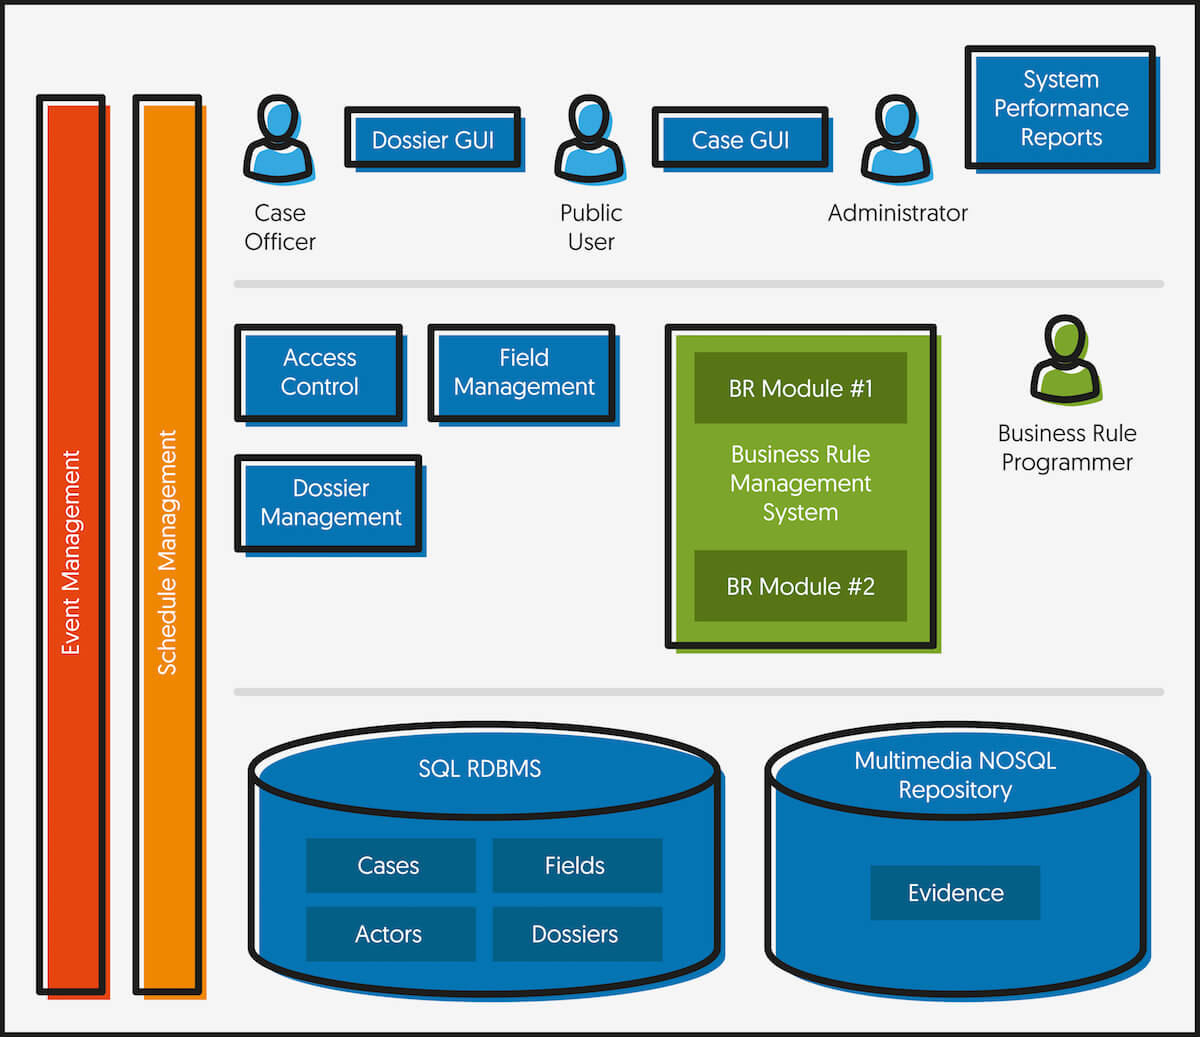 Event Management
Schedule Management
Case
Officer
Dossier GUI
Public
User
Case GUI
Administrator
System
Performance
Reports
Access
Control
Field
Management
Dossier
Management
BR Module #1
Business Rule
Management
System
BR Module #2
Business Rule
Programmer
SQL RDBMS
Cases
Fields
Actors
Dossiers
Multimedia NOSQL
Repository
Evidence